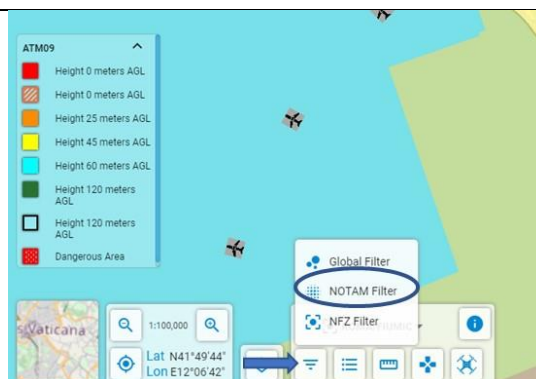 ATM09
Height 0 meters AGL
Height 0 meters AGL
Height 25 meters AGL
Height 45 meters AGL
Height 60 meters AGL
Height 120 meters
AGL
Height 120 meters
AGL
Dangerous Area
Global Filter
NOTAM Filter
NFZ Filter
Vaticana
1:100,000
Lat N41°49'44"
Lon E12°06'42"